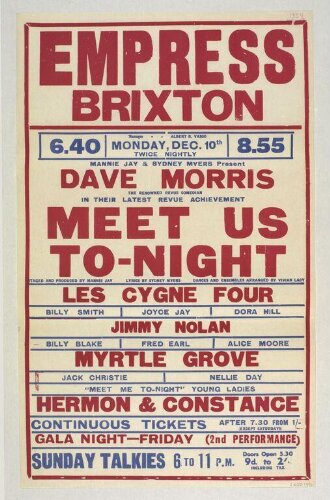 EMPRESS
BRIXTON
Manager ALBERT E. VASCO
6.40 MONDAY, DEC. 10th 8.55
TWICE NIGHTLY
MANNIE JAY & SYDNEY MYERS Present
DAVE MORRIS
THE RENOWNED REVUE COMEDIAN
IN THEIR LATEST REVUE ACHIEVEMENT
MEET US
TO-NIGHT
STAGED AND PRODUCED BY MANNIE JAY LYRICS BY SYDNEY MYERS DANCES AND ENSEMBLES ARRANGED BY VIVIAN LADY
LES CYGNE FOUR
BILLY SMITH JOYCE JAY DORA HILL
JIMMY NOLAN
BILLY BLAKE FRED EARL ALICE MOORE
MYRTLE GROVE
JACK CHRISTIE NELLIE DAY
"MEET ME TO-NIGHT" YOUNG LADIES
HERMON & CONSTANCE
CONTINUOUS TICKETS AFTER 7.30 FROM 1/-
EXCEPT SATURDAYS
GALA NIGHT—FRIDAY (2nd PERFORMANCE)
SUNDAY TALKIES 6 TO 11 P.M. Doors Open 5.30
9d. to 2/-
INCLUDING TAX